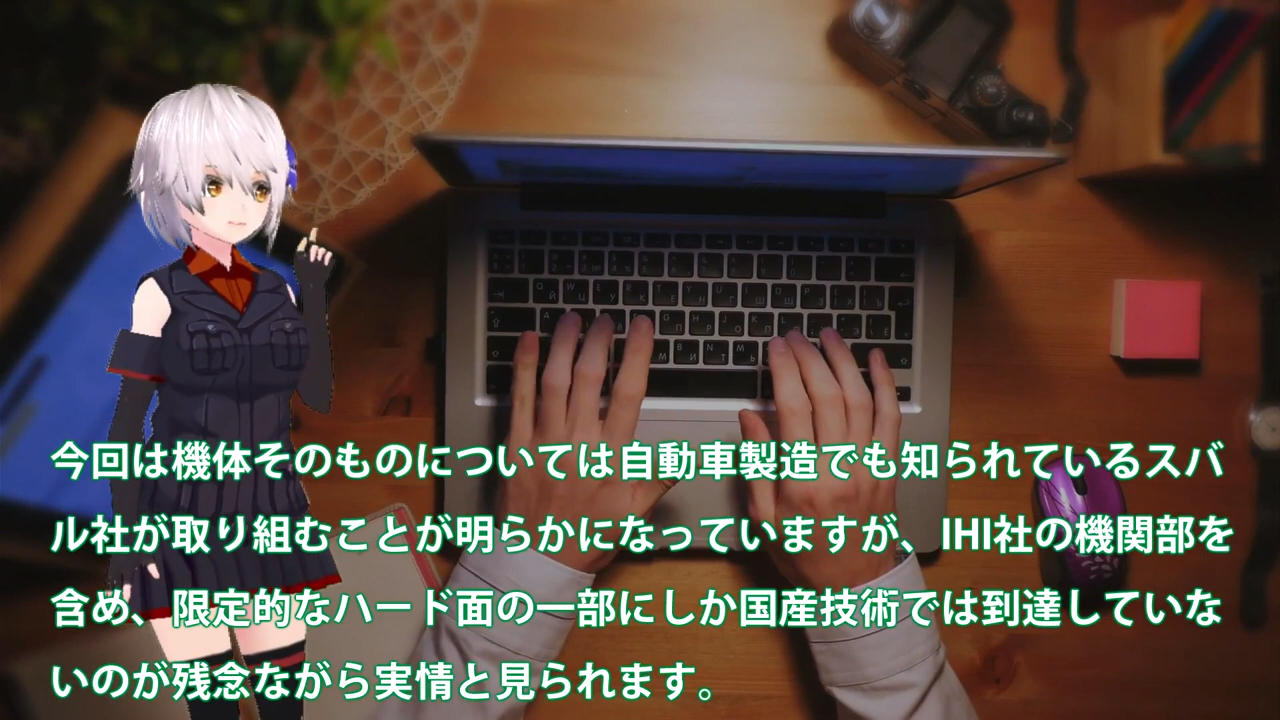 今回は機体そのものについては自動車製造でも知られているスバ
ル社が取り組むことが明らかになっていますが、IHI社の機関部を
含め、限定的なハード面の一部にしか国産技術では到達していな
いのが残念ながら実情と見られます。